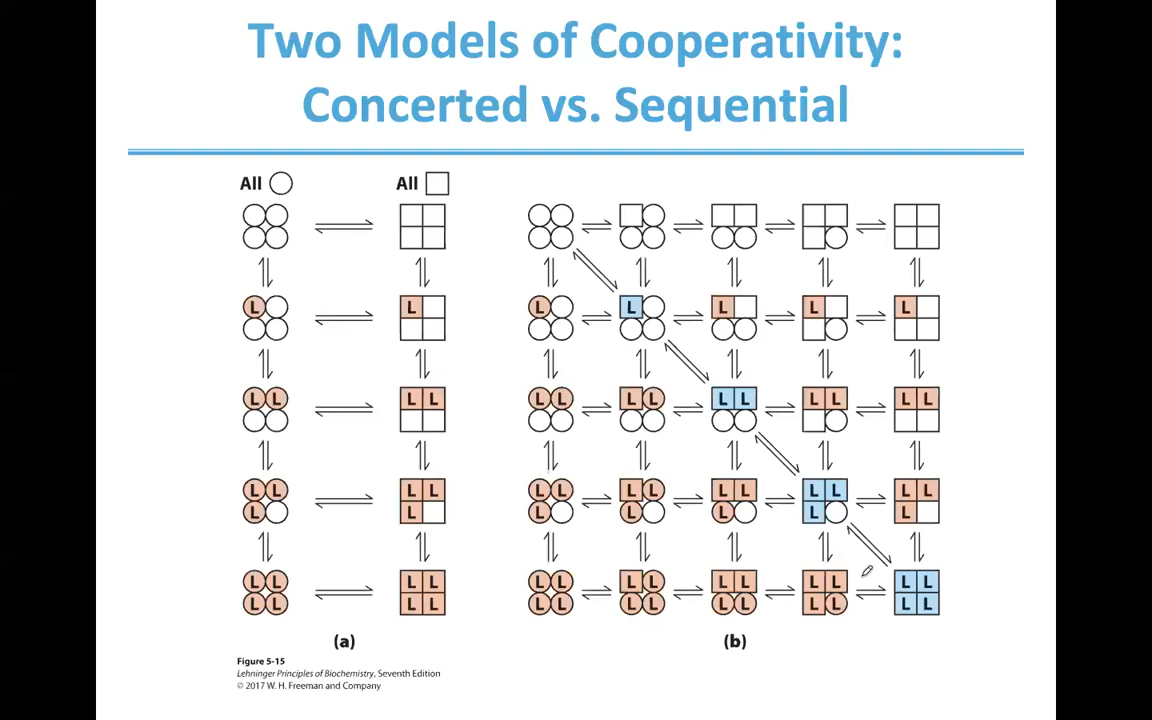 Two Models of Cooperativity:
Concerted vs. Sequential
All All
L L L L L
L L L L L L L L L L L L L L
L L L L L L L L L L L L L L
L L L L L L L
L L L L L L L L L L L L L L
L L L L L L L L L L L L L L
(a) (b)
Figure 5-15
Lehninger Principles of Biochemistry, Seventh Edition
© 2017 W. H. Freeman and Company